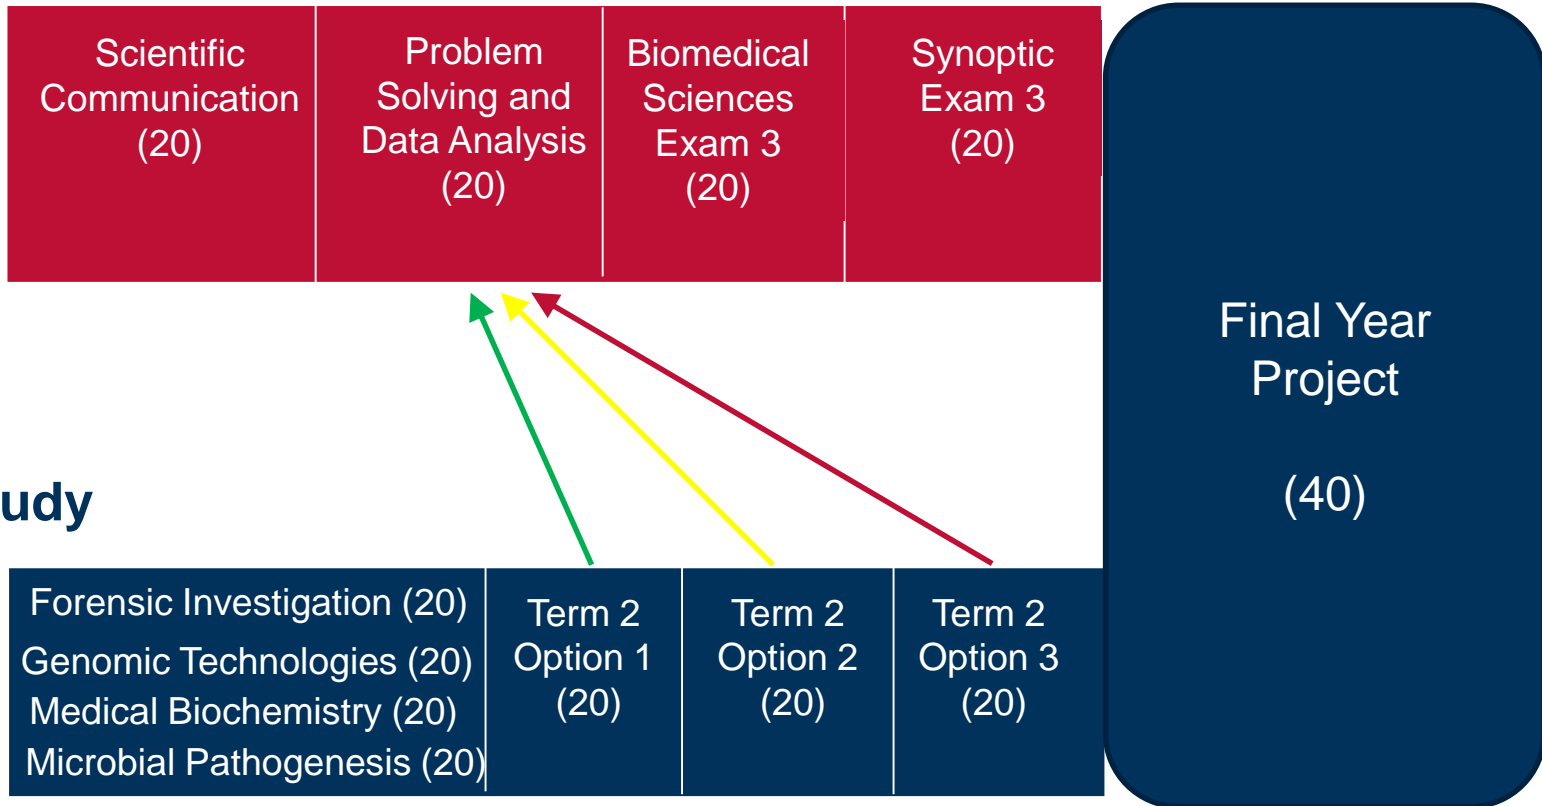 Scientific
Communication
(20)
Problem
Solving and
Data Analysis
(20)
Biomedical
Sciences
Exam 3
(20)
Synoptic
Exam 3
(20)
Final Year
Project
(40)
udy
Forensic Investigation (20)
Genomic Technologies (20)
Medical Biochemistry (20)
Microbial Pathogenesis (20)
Term 2
Option 1
(20)
Term 2
Option 2
(20)
Term 2
Option 3
(20)